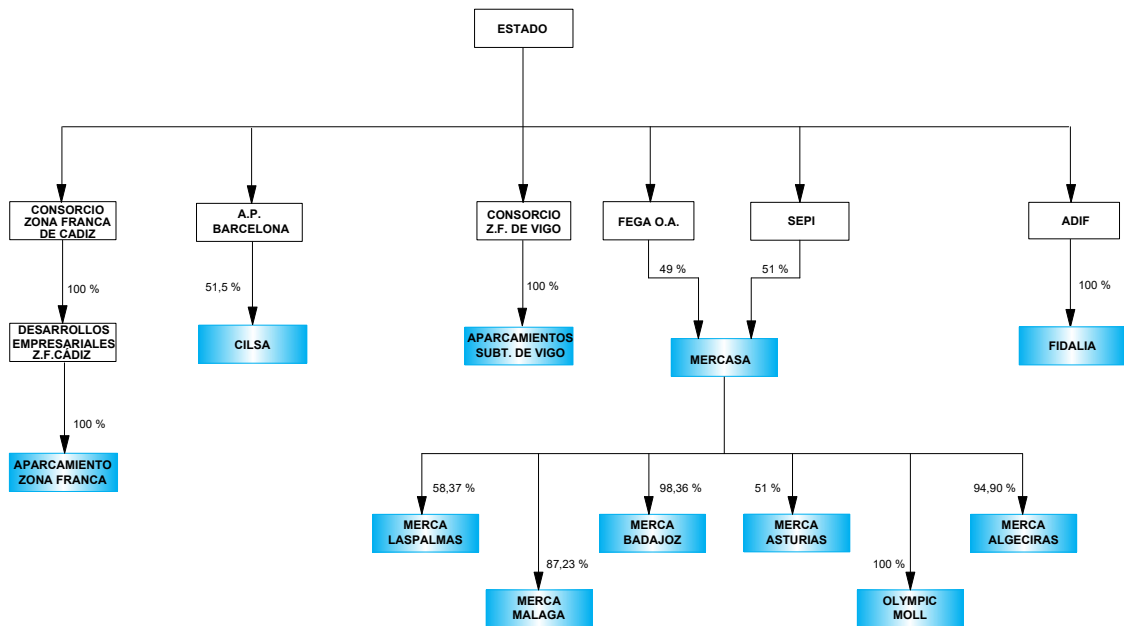 ESTADO
CONSORCIO
ZONA FRANCA
DE CADIZ
A.P.
BARCELONA
CONSORCIO
Z.F. DE VIGO
FEGA O.A.
SEPI
ADIF
100 %
51,5 %
100 %
49 %
51 %
100 %
DESARROLLOS
EMPRESARIALES
Z.F.CÁDIZ
CILSA
APARCAMIENTOS
SUBT. DE VIGO
MERCASA
FIDALIA
100 %
APARCAMIENTO
ZONA FRANCA
58,37 %
98,36 %
51 %
94,90 %
MERCA
LASPALMAS
MERCA
BADAJOZ
MERCA
ASTURIAS
MERCA
ALGECIRAS
87,23 %
100 %
MERCA
MALAGA
OLYMPIC
MOLL